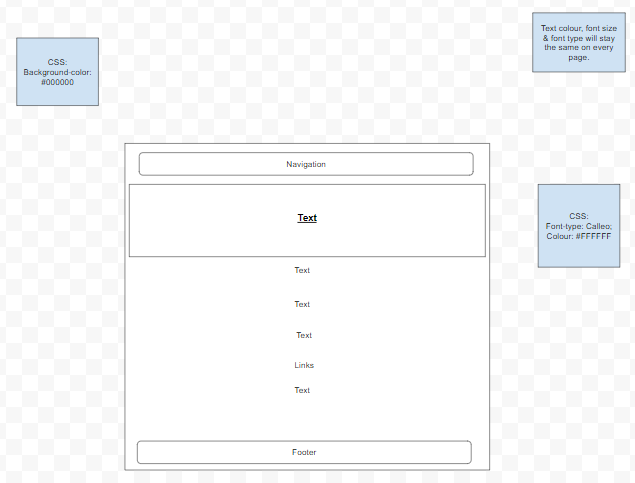 CSS:
Background-color:
#000000
Text colour, font size
& font type will stay
the same on every
page.
Navigation
Text
CSS:
Font-type: Calleo;
Colour: #FFFFFF
Text
Text
Text
Links
Text
Footer